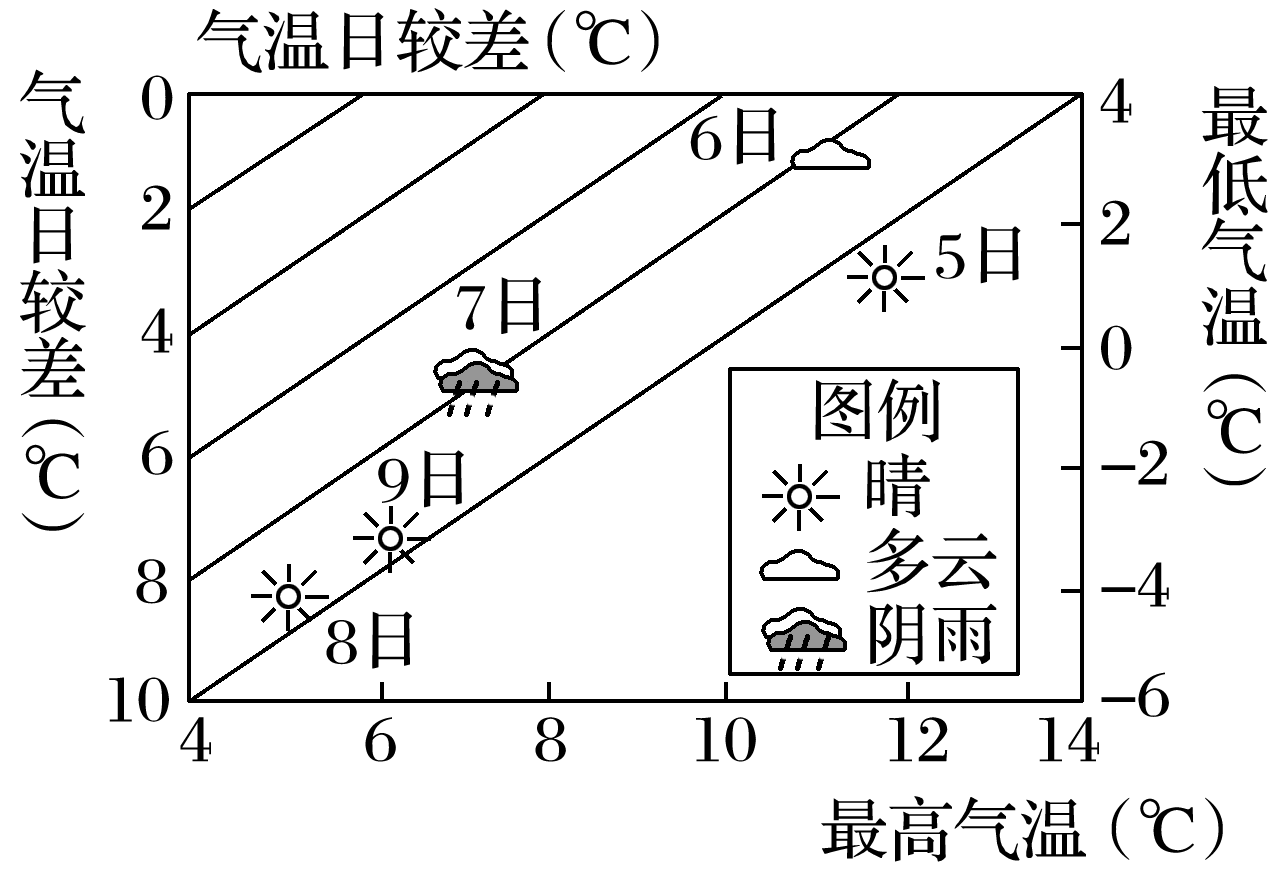 气温日较差(℃)
气温日较差(℃)
0
2
4
6
8
10
4
2
0
−2
−4
−6
最低气温(℃)
6日
5日
7日
9日
8日
图例
晴
多云
阴雨
4 6 8 10 12 14
最高气温(℃)